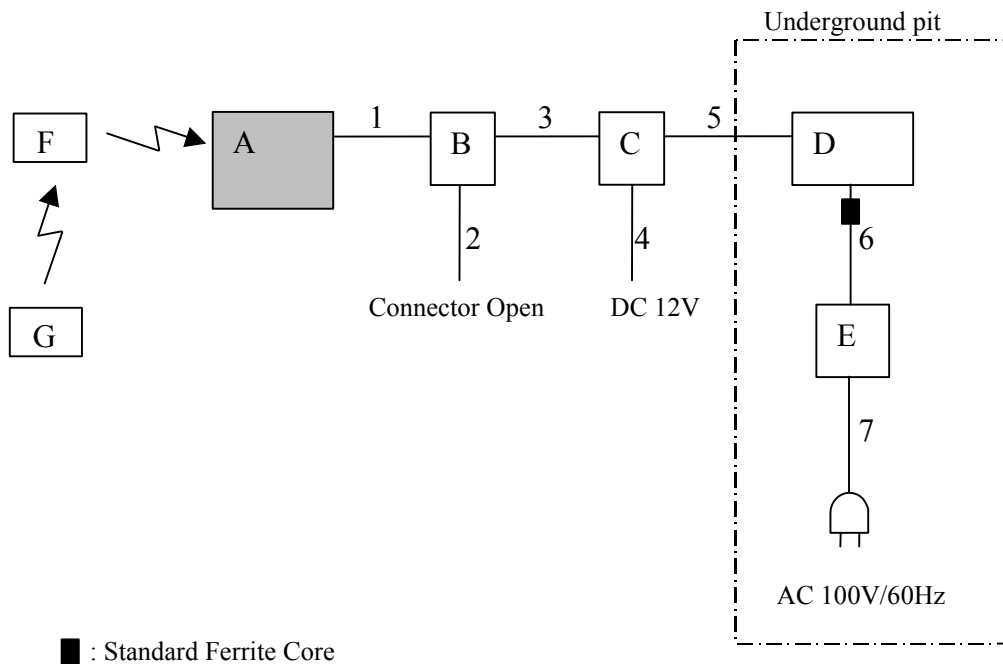 Underground pit
F
A
1
B
3
C
5
D
2
4
6
G
Connector Open
DC 12V
E
7
AC 100V/60Hz
: Standard Ferrite Core